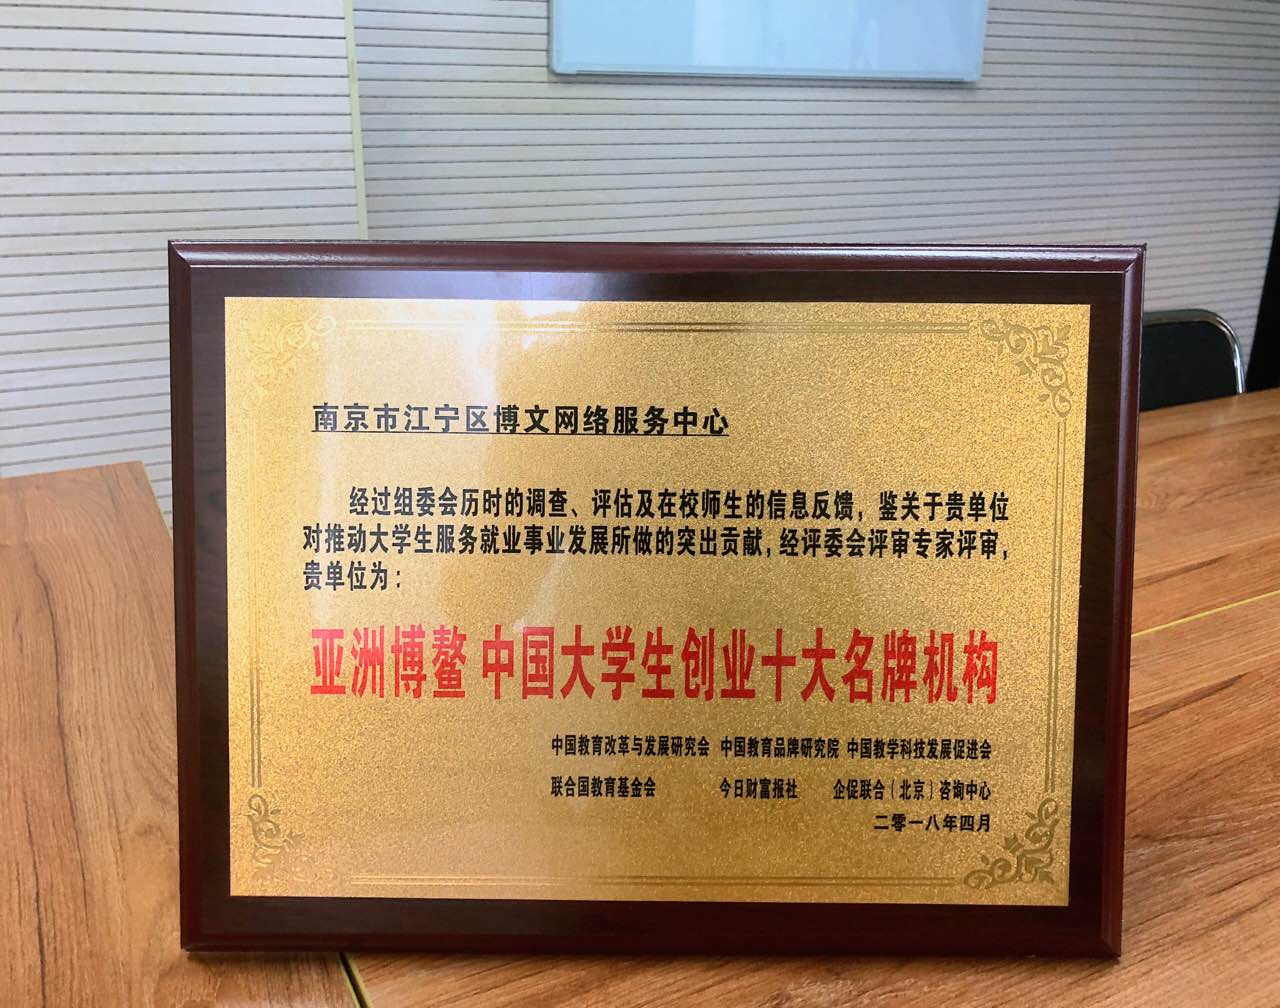 南京市江宁区博文网络服务中心
经过组委会历时的调查、评估及在校师生的信息反馈，鉴关于贵单位
对推动大学生服务就业事业发展所做的突出贡献，经评委会评审专家评审，
贵单位为：
亚洲博鳌 中国大学生创业十大名牌机构
中国教育改革与发展研究会 中国教育品牌研究院 中国教学科技发展促进会
联合国教育基金会 今日财富报社 企促联合（北京）咨询中心
二零一八年四月